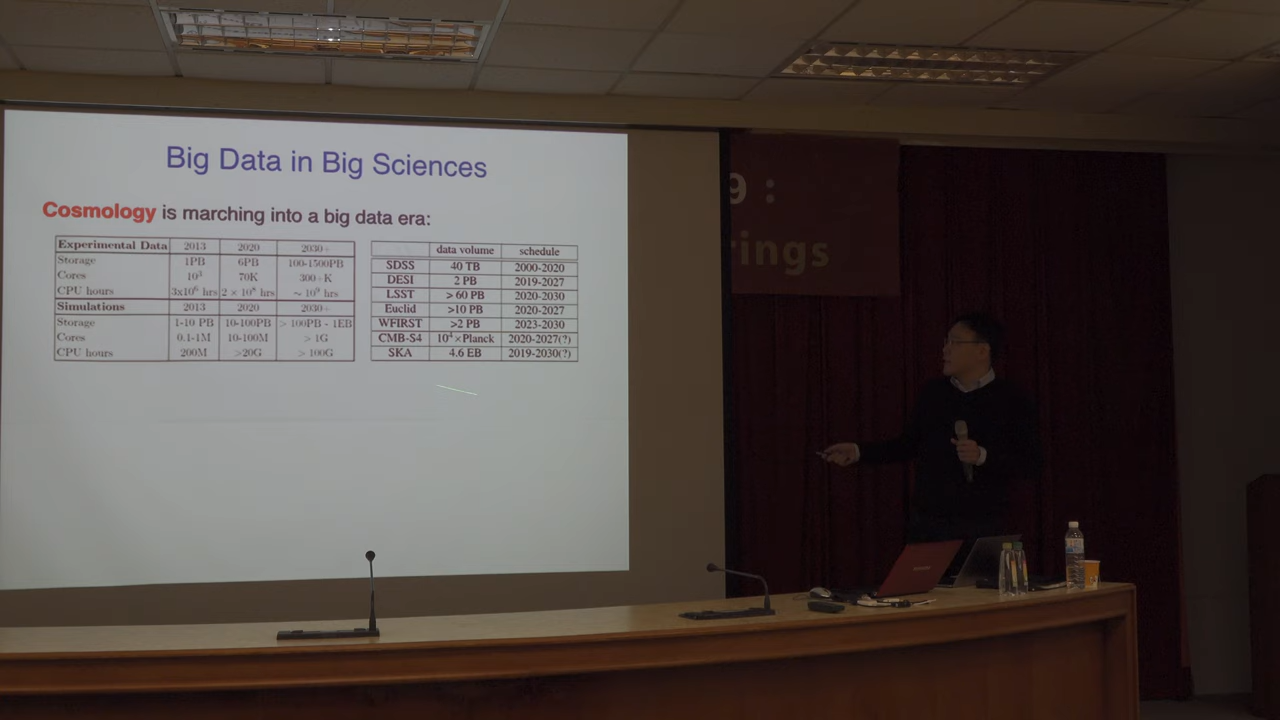 Big Data in Big Sciences
Cosmology is marching into a big data era:
Experimental Data 2013 2020 2030+
Storage 1PB 6PB 100-1500PB
Cores 10³ 70K 300+K
CPU hours 3x10⁶ hrs 2 × 10⁸ hrs ~ 10⁹ hrs
Simulations 2013 2020 2030+
Storage 1-10 PB 10-100PB > 100PB - 1EB
Cores 0.1-1M 10-100M > 1G
CPU hours 200M >20G > 100G
data volume schedule
SDSS 40 TB 2000-2020
DESI 2 PB 2019-2027
LSST > 60 PB 2020-2030
Euclid >10 PB 2020-2027
WFIRST >2 PB 2023-2030
CMB-S4 10⁴×Planck 2020-2027(?)
SKA 4.6 EB 2019-2030(?)
9 :
rings